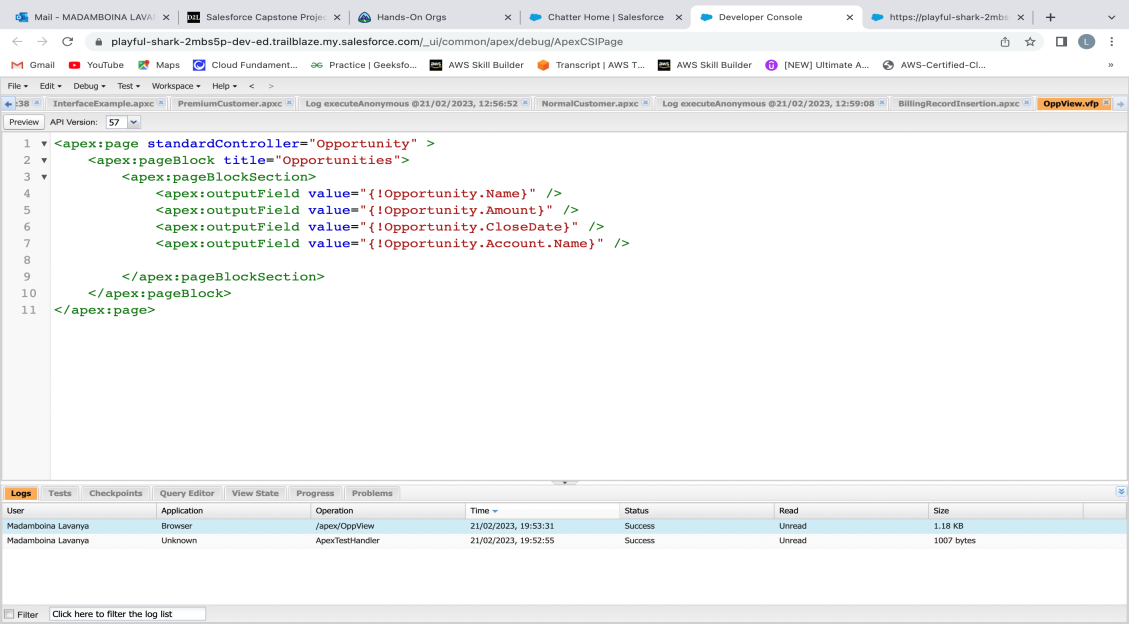 Mail - MADAMBOINA LAVAN
D2L Salesforce Capstone Projec
Hands-On Orgs
Chatter Home | Salesforce
Developer Console
https://playful-shark-2mbs
playful-shark-2mbs5p-dev-ed.trailblaze.my.salesforce.com/_ui/common/apex/debug/ApexCSIPage
L
Gmail
YouTube
Maps
Cloud Fundament...
Practice | Geeksfo...
AWS Skill Builder
Transcript | AWS T...
AWS Skill Builder
[NEW] Ultimate A...
AWS-Certified-Cl...
»
File Edit Debug Test Workspace Help < >
:38
InterfaceExample.apxc
PremiumCustomer.apxc
Log executeAnonymous @21/02/2023, 12:56:52
NormalCustomer.apxc
Log executeAnonymous @21/02/2023, 12:59:08
BillingRecordInsertion.apxc
OppView.vfp
Preview API Version: 57
1 <apex:page standardController="Opportunity" >
2 <apex:pageBlock title="Opportunities">
3 <apex:pageBlockSection>
4 <apex:outputField value="{!Opportunity.Name}" />
5 <apex:outputField value="{!Opportunity.Amount}" />
6 <apex:outputField value="{!Opportunity.CloseDate}" />
7 <apex:outputField value="{!Opportunity.Account.Name}" />
8
9 </apex:pageBlockSection>
10 </apex:pageBlock>
11 </apex:page>
Logs Tests Checkpoints Query Editor View State Progress Problems
User Application Operation Time Status Read Size
Madamboina Lavanya Browser /apex/OppView 21/02/2023, 19:53:31 Success Unread 1.18 KB
Madamboina Lavanya Unknown ApexTestHandler 21/02/2023, 19:52:55 Success Unread 1007 bytes
Filter Click here to filter the log list